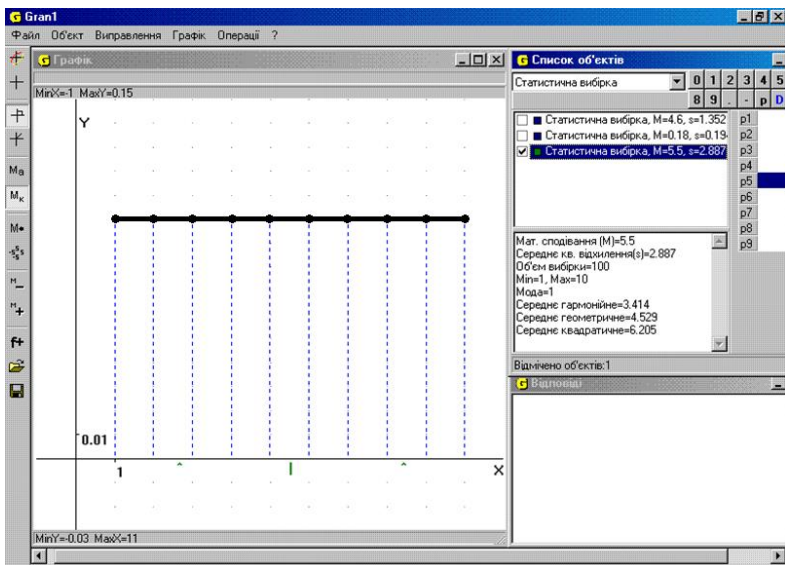 Gran1
Файл Об'єкт Виправлення Графік Операції ?
Графік
MinX=-1 MaxY=0.15
Y
0.01
1
X
MinY=-0.03 MaxX=11
Ma
Mк
M
f+
Список об'єктів
Статистична вибірка
0 1 2 3 4 5
8 9 . - p D
Статистична вибірка, M=4.6, s=1.352
Статистична вибірка, M=0.18, s=0.19
Статистична вибірка, M=5.5, s=2.887
p1
p2
p3
p4
p5
p6
p7
p8
p9
Мат. сподівання (M)=5.5
Середнє кв. відхилення(s)=2.887
Об'єм вибірки=100
Min=1, Max=10
Мода=1
Середнє гармонійне=3.414
Середнє геометричне=4.529
Середнє квадратичне=6.205
Відмічено об'єктів:1
Відповіді